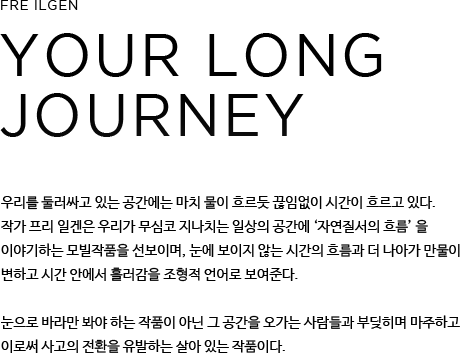 FRE ILGEN
YOUR LONG
JOURNEY
우리를 둘러싸고 있는 공간에는 마치 물이 흐르듯 끊임없이 시간이 흐르고 있다.
작가 프리 일겐은 우리가 무심코 지나치는 일상의 공간에 ‘자연질서의 흐름’ 을
이야기하는 모빌작품을 선보이며, 눈에 보이지 않는 시간의 흐름과 더 나아가 만물이
변하고 시간 안에서 흘러감을 조형적 언어로 보여준다.
눈으로 바라만 봐야 하는 작품이 아닌 그 공간을 오가는 사람들과 부딪히며 마주하고
이로써 사고의 전환을 유발하는 살아 있는 작품이다.